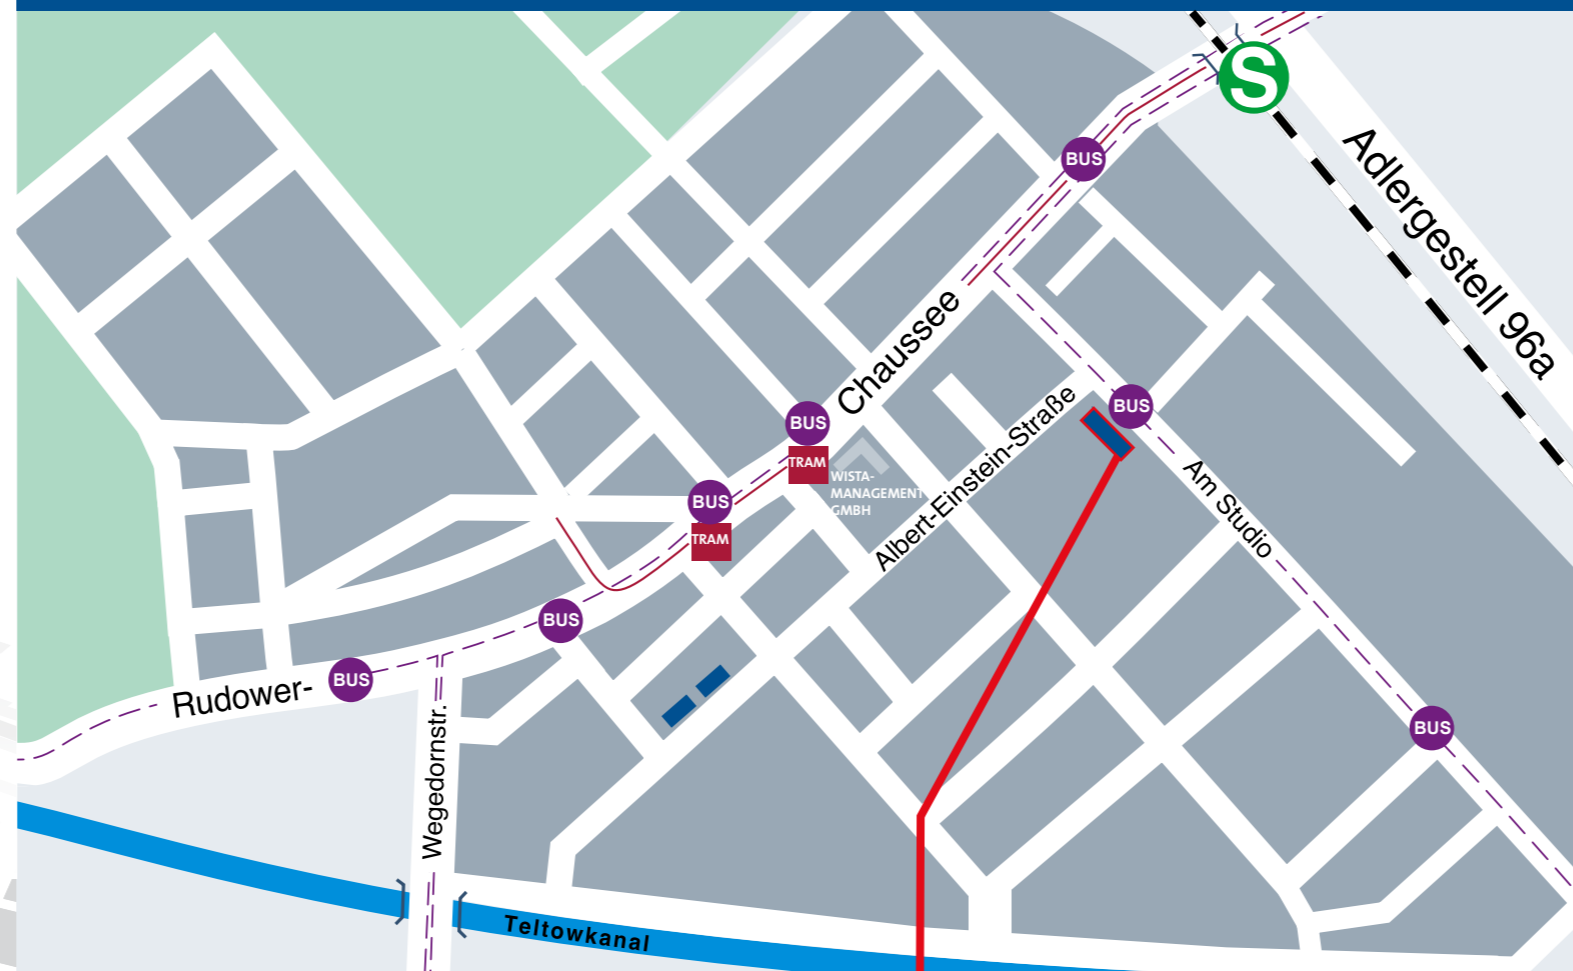 S
BUS
Adlergestell 96a
Chaussee
BUS
TRAM
WISTA-
MANAGEMENT
GMBH
Albert-Einstein-Straße
BUS
Am Studio
BUS
TRAM
BUS
BUS
Rudower-
Wegedornstr.
BUS
Teltowkanal